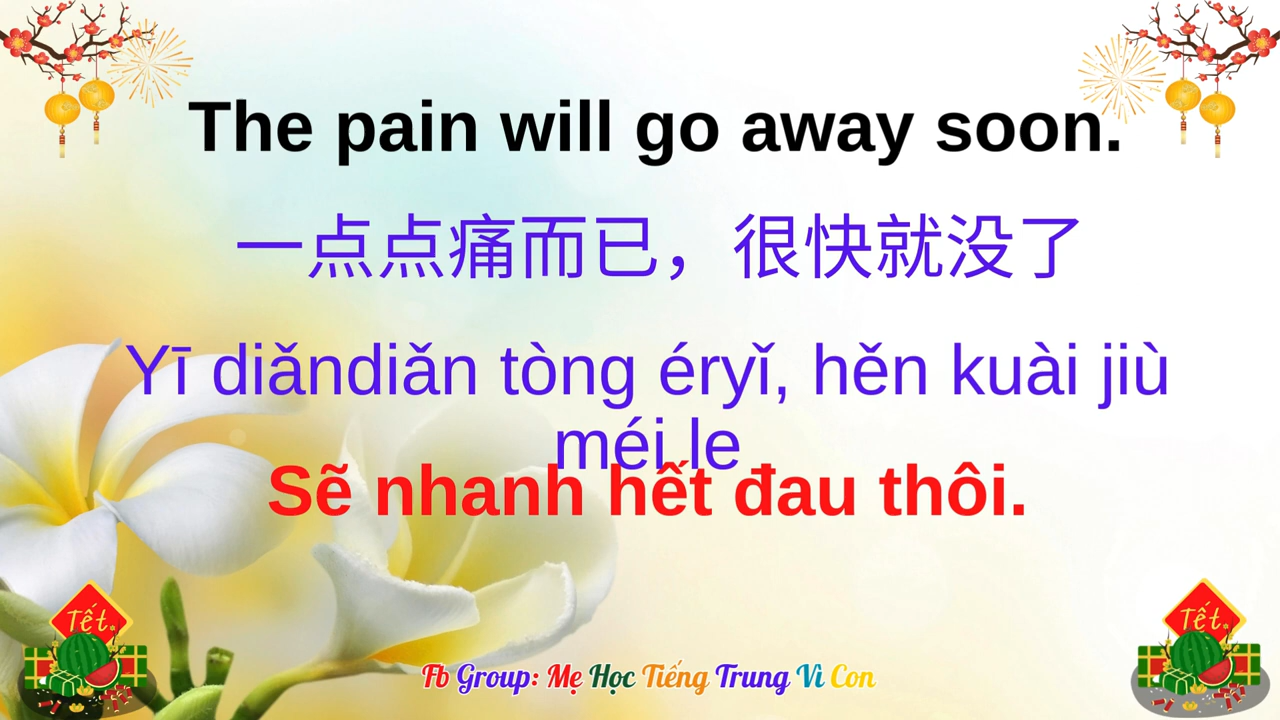 The pain will go away soon.
一点点痛而已，很快就没了
Yī diǎndiǎn tòng éryǐ, hěn kuài jiù
méi le
Sẽ nhanh hết đau thôi.
Tết
Tết
Fb Group: Mẹ Học Tiếng Trung Vì Con